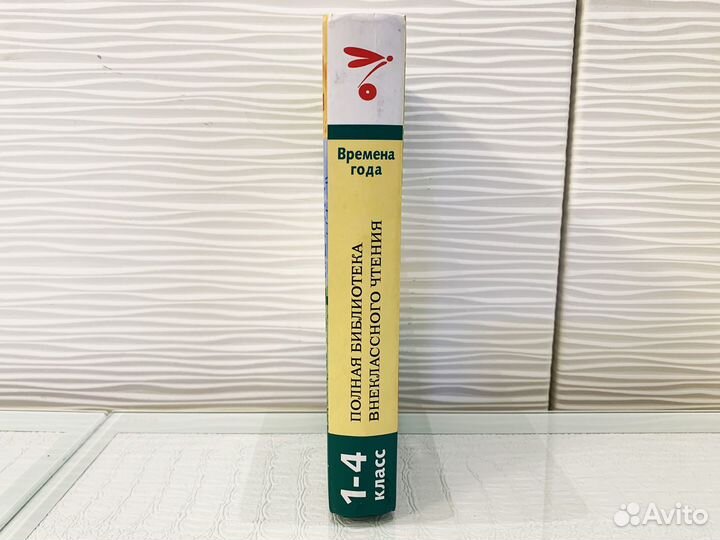 Времена
года
ПОЛНАЯ БИБЛИОТЕКА
ВНЕКЛАССНОГО ЧТЕНИЯ
1-4
класс
Avito